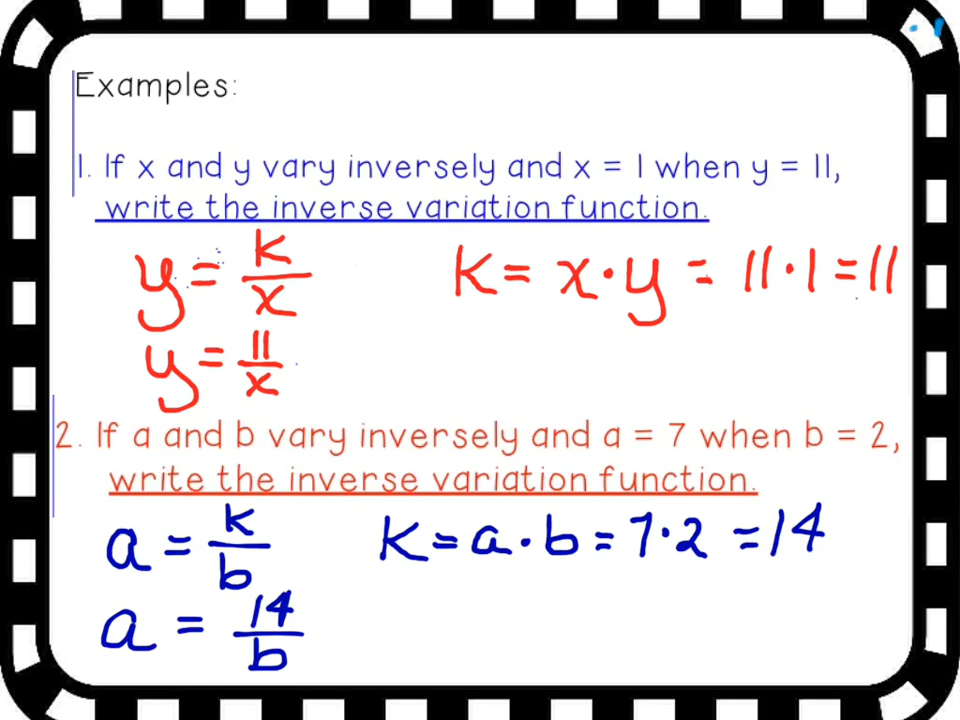 Examples:
1. If x and y vary inversely and x = 1 when y = 11,
write the inverse variation function.
y = k/x    k = x · y = 11 · 1 = 11
y = 11/x
2. If a and b vary inversely and a = 7 when b = 2,
write the inverse variation function.
a = k/b    k = a · b = 7 · 2 = 14
a = 14/b